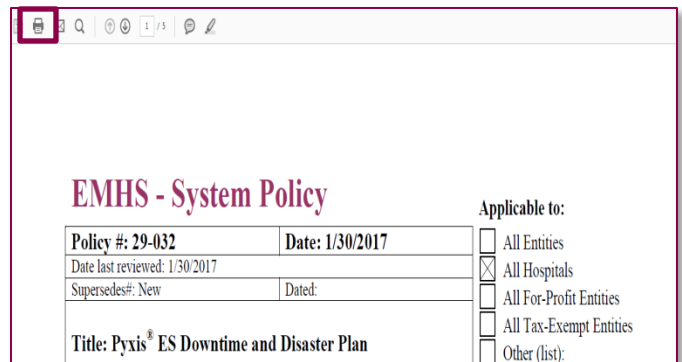 1 / 5
EMHS - System Policy
Applicable to:
Policy #: 29-032 Date: 1/30/2017
Date last reviewed: 1/30/2017
Supersedes#: New Dated:
Title: Pyxis® ES Downtime and Disaster Plan
All Entities
All Hospitals
All For-Profit Entities
All Tax-Exempt Entities
Other (list):